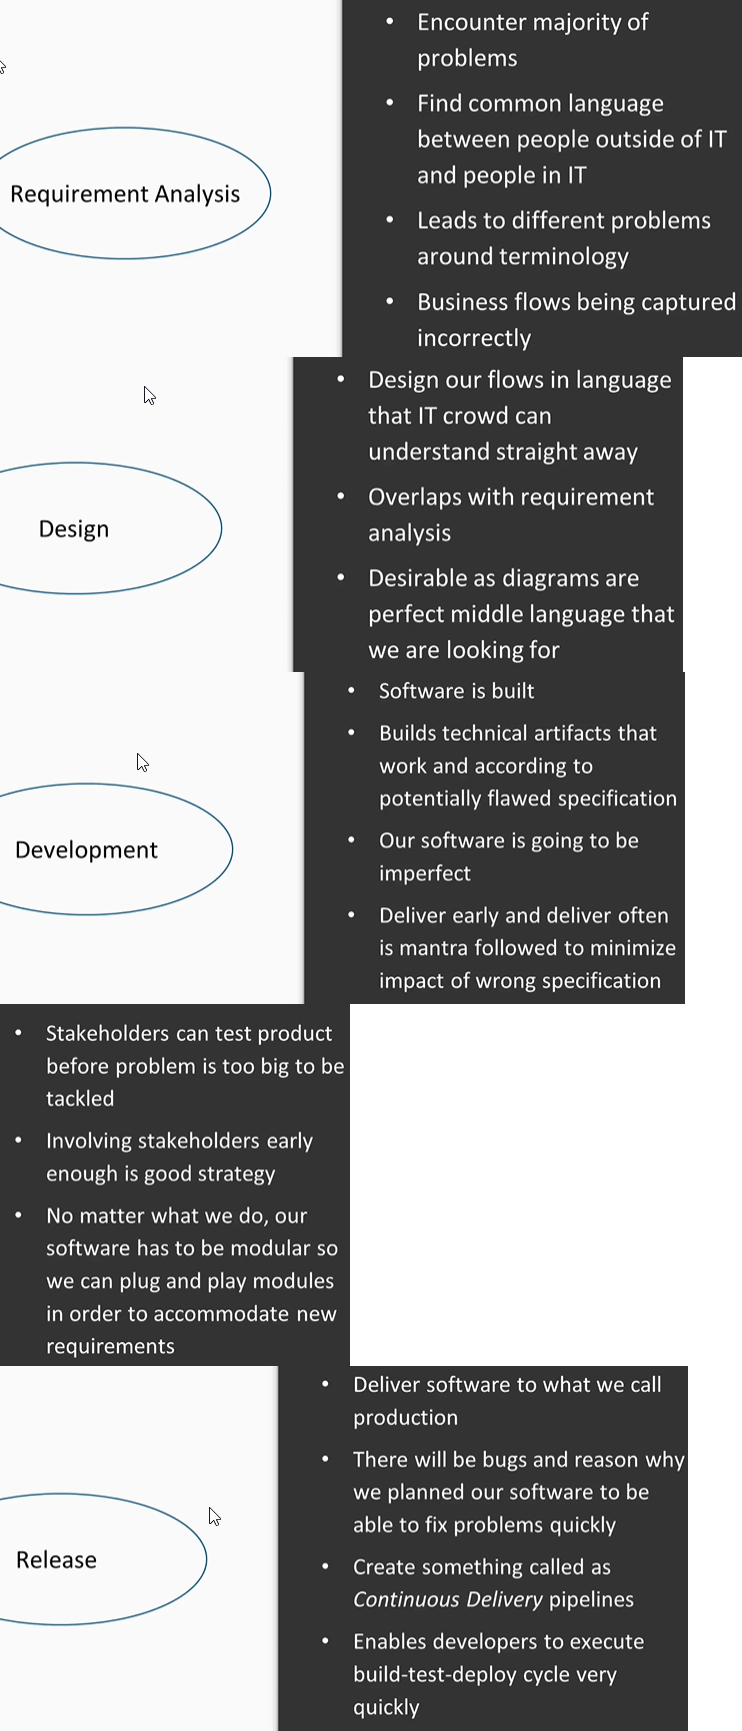 Requirement Analysis
• Encounter majority of
problems
• Find common language
between people outside of IT
and people in IT
• Leads to different problems
around terminology
• Business flows being captured
incorrectly
Design
• Design our flows in language
that IT crowd can
understand straight away
• Overlaps with requirement
analysis
• Desirable as diagrams are
perfect middle language that
we are looking for
Development
• Software is built
• Builds technical artifacts that
work and according to
potentially flawed specification
• Our software is going to be
imperfect
• Deliver early and deliver often
is mantra followed to minimize
impact of wrong specification
• Stakeholders can test product
before problem is too big to be
tackled
• Involving stakeholders early
enough is good strategy
• No matter what we do, our
software has to be modular so
we can plug and play modules
in order to accommodate new
requirements
Release
• Deliver software to what we call
production
• There will be bugs and reason why
we planned our software to be
able to fix problems quickly
• Create something called as
Continuous Delivery pipelines
• Enables developers to execute
build-test-deploy cycle very
quickly